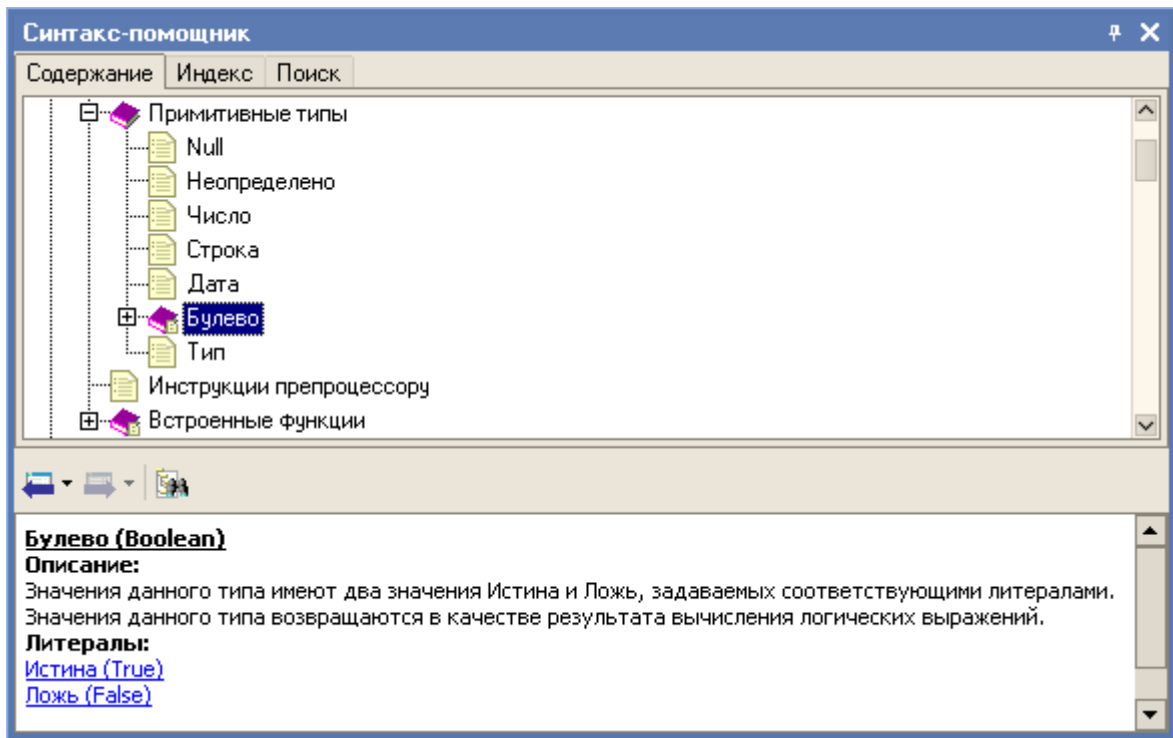 Синтакс-помощник
Содержание Индекс Поиск
Примитивные типы
Null
Неопределено
Число
Строка
Дата
Булево
Тип
Инструкции препроцессору
Встроенные функции
Булево (Boolean)
Описание:
Значения данного типа имеют два значения Истина и Ложь, задаваемых соответствующими литералами.
Значения данного типа возвращаются в качестве результата вычисления логических выражений.
Литералы:
Истина (True)
Ложь (False)